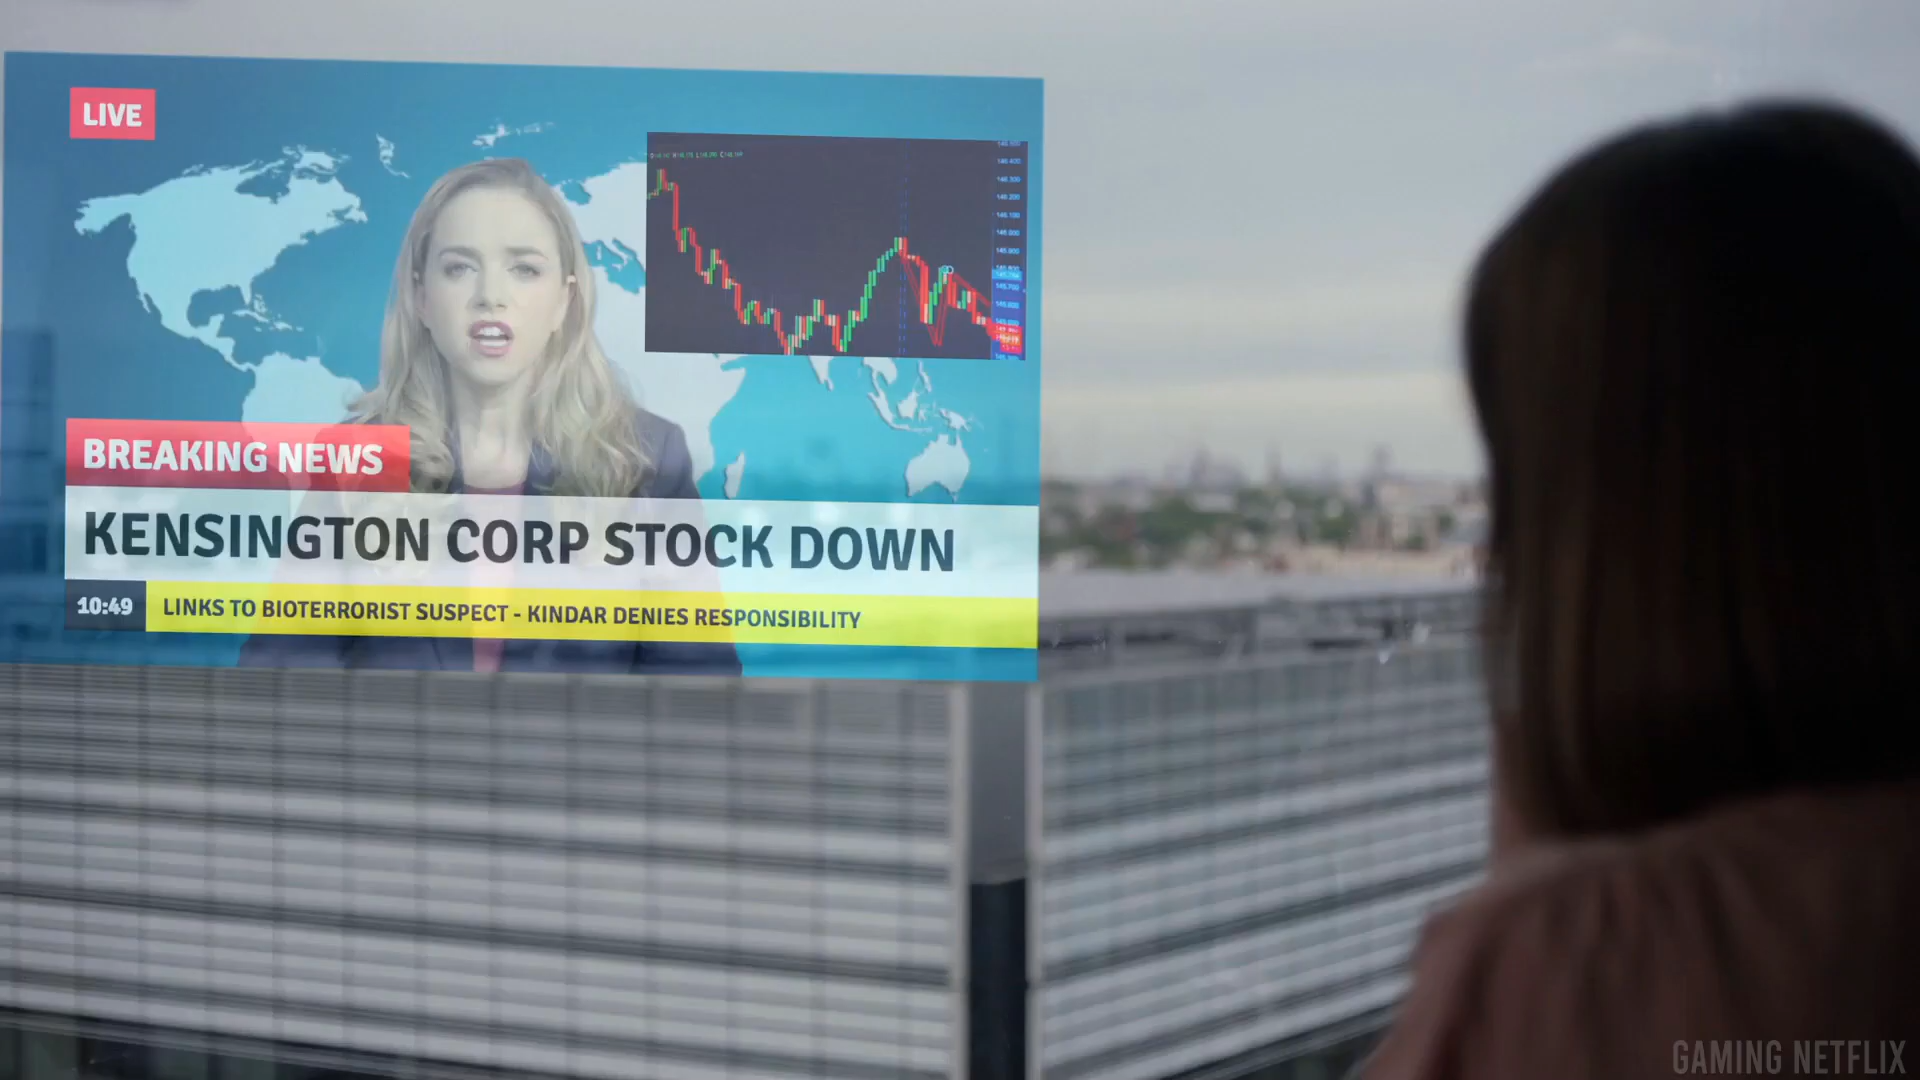 LIVE
BREAKING NEWS
KENSINGTON CORP STOCK DOWN
10:49
LINKS TO BIOTERRORIST SUSPECT - KINDAR DENIES RESPONSIBILITY
GAMING NETFLIX